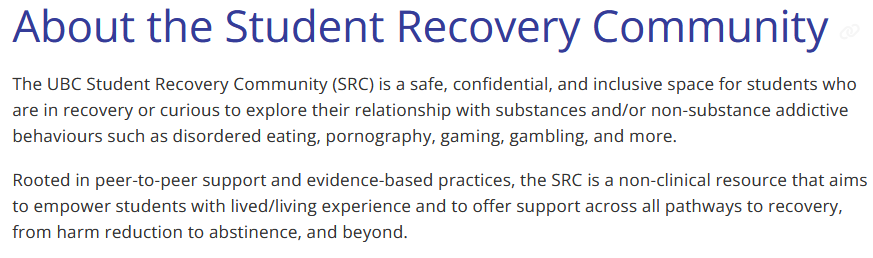 About the Student Recovery Community
The UBC Student Recovery Community (SRC) is a safe, confidential, and inclusive space for students who
are in recovery or curious to explore their relationship with substances and/or non-substance addictive
behaviours such as disordered eating, pornography, gaming, gambling, and more.
Rooted in peer-to-peer support and evidence-based practices, the SRC is a non-clinical resource that aims
to empower students with lived/living experience and to offer support across all pathways to recovery,
from harm reduction to abstinence, and beyond.